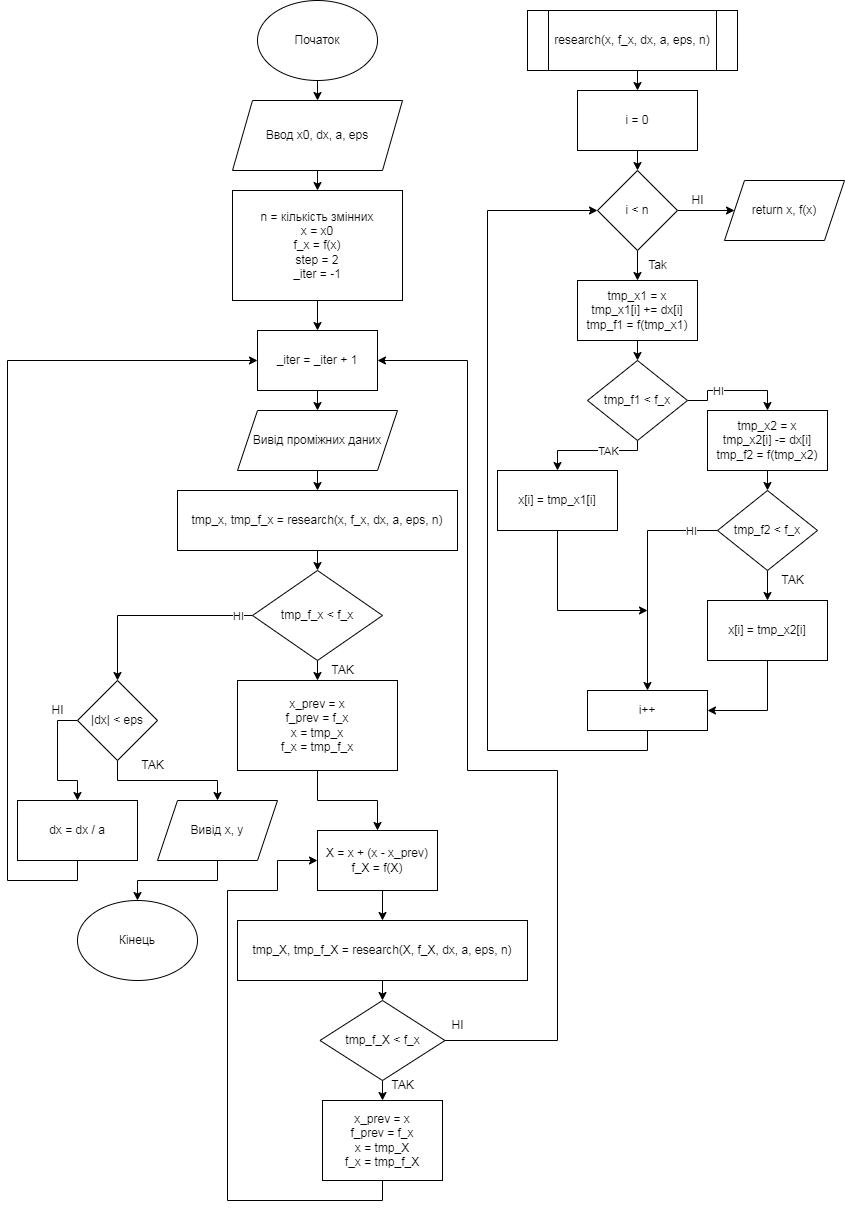 Початок
Ввод x0, dx, a, eps
n = кількість змінних
x = x0
f_x = f(x)
step = 2
_iter = -1
_iter = _iter + 1
Вивід проміжних даних
tmp_x, tmp_f_x = research(x, f_x, dx, a, eps, n)
tmp_f_x < f_x
НІ
ТАК
|dx| < eps
НІ
ТАК
dx = dx / a
Вивід x, y
Кінець
x_prev = x
f_prev = f_x
x = tmp_x
f_x = tmp_f_x
X = x + (x - x_prev)
f_X = f(X)
tmp_X, tmp_f_X = research(X, f_X, dx, a, eps, n)
tmp_f_X < f_x
НІ
ТАК
x_prev = x
f_prev = f_x
x = tmp_X
f_x = tmp_f_X
research(x, f_x, dx, a, eps, n)
i = 0
i < n
НІ
return x, f(x)
Tak
tmp_x1 = x
tmp_x1[i] += dx[i]
tmp_f1 = f(tmp_x1)
tmp_f1 < f_x
НІ
ТАК
x[i] = tmp_x1[i]
tmp_x2 = x
tmp_x2[i] -= dx[i]
tmp_f2 = f(tmp_x2)
tmp_f2 < f_x
НІ
ТАК
x[i] = tmp_x2[i]
i++